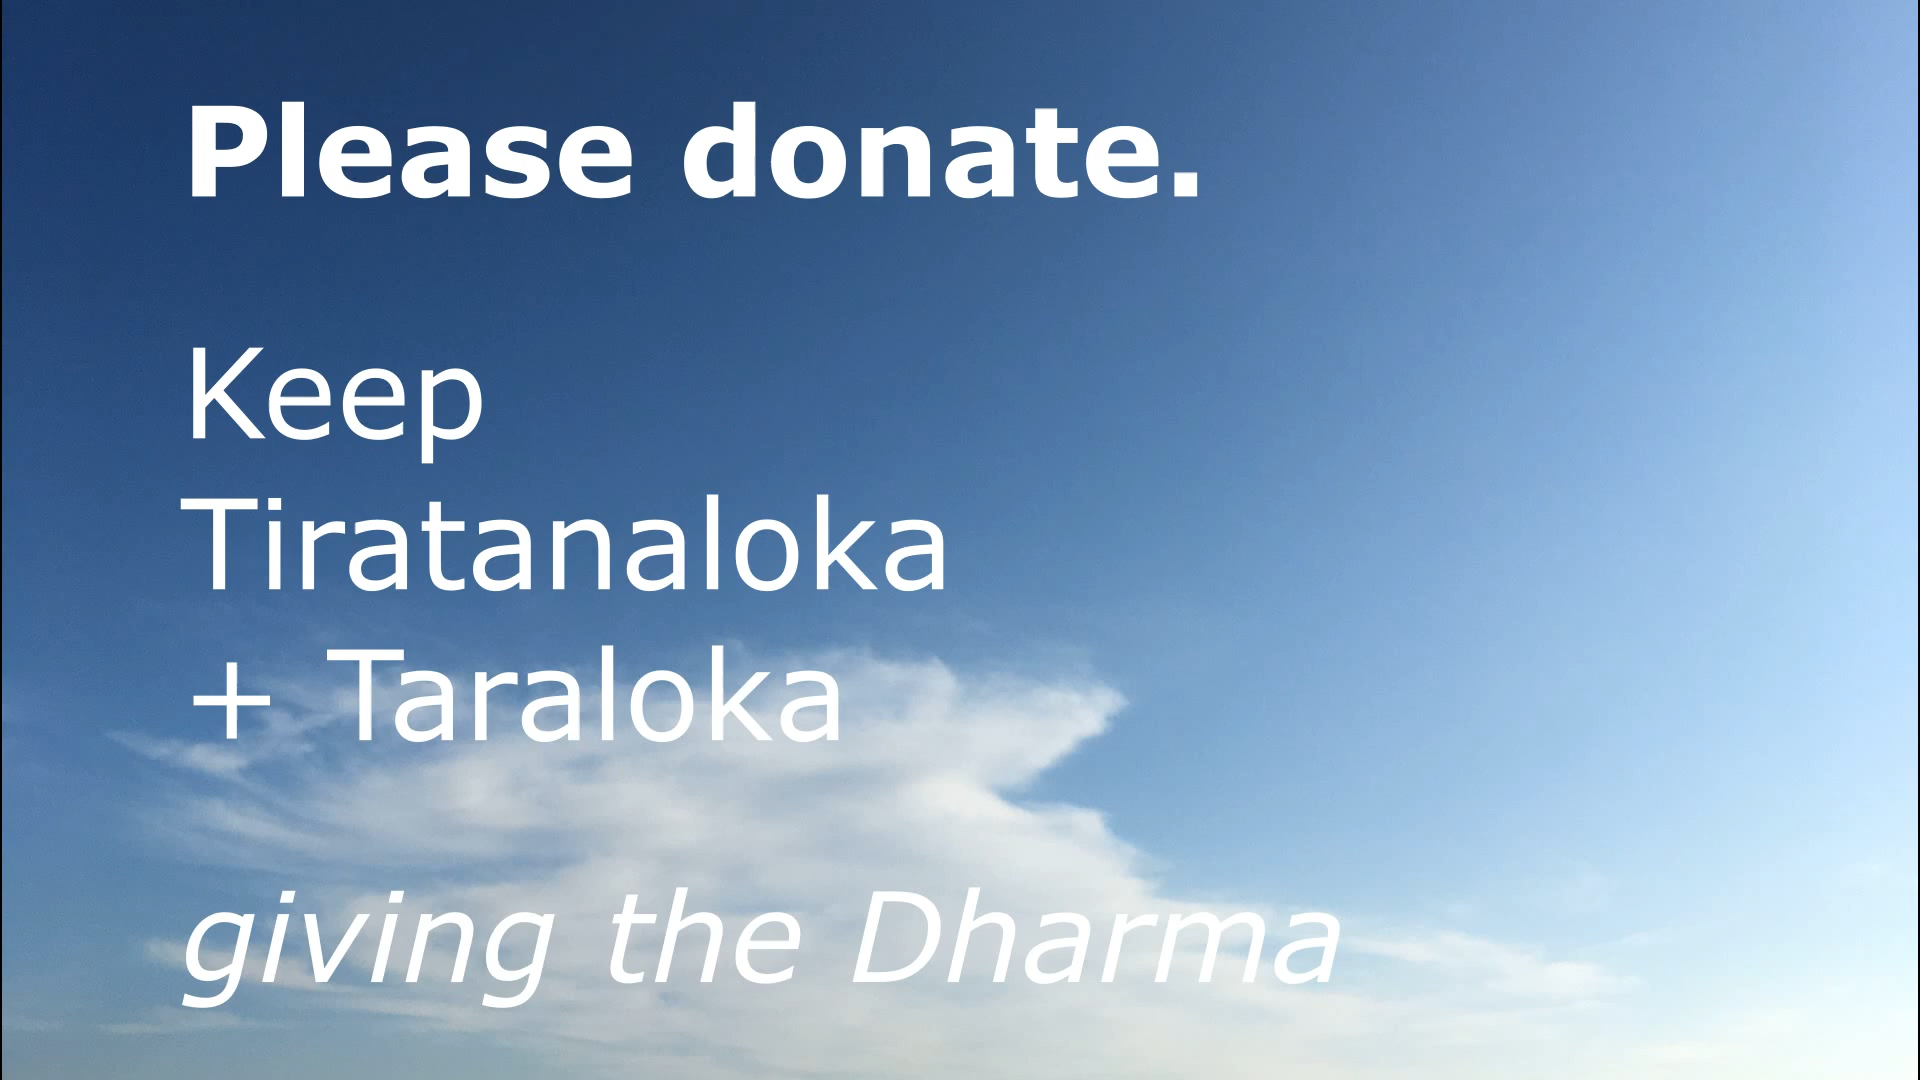 Please donate.
Keep
Tiratanaloka
+ Taraloka
giving the Dharma